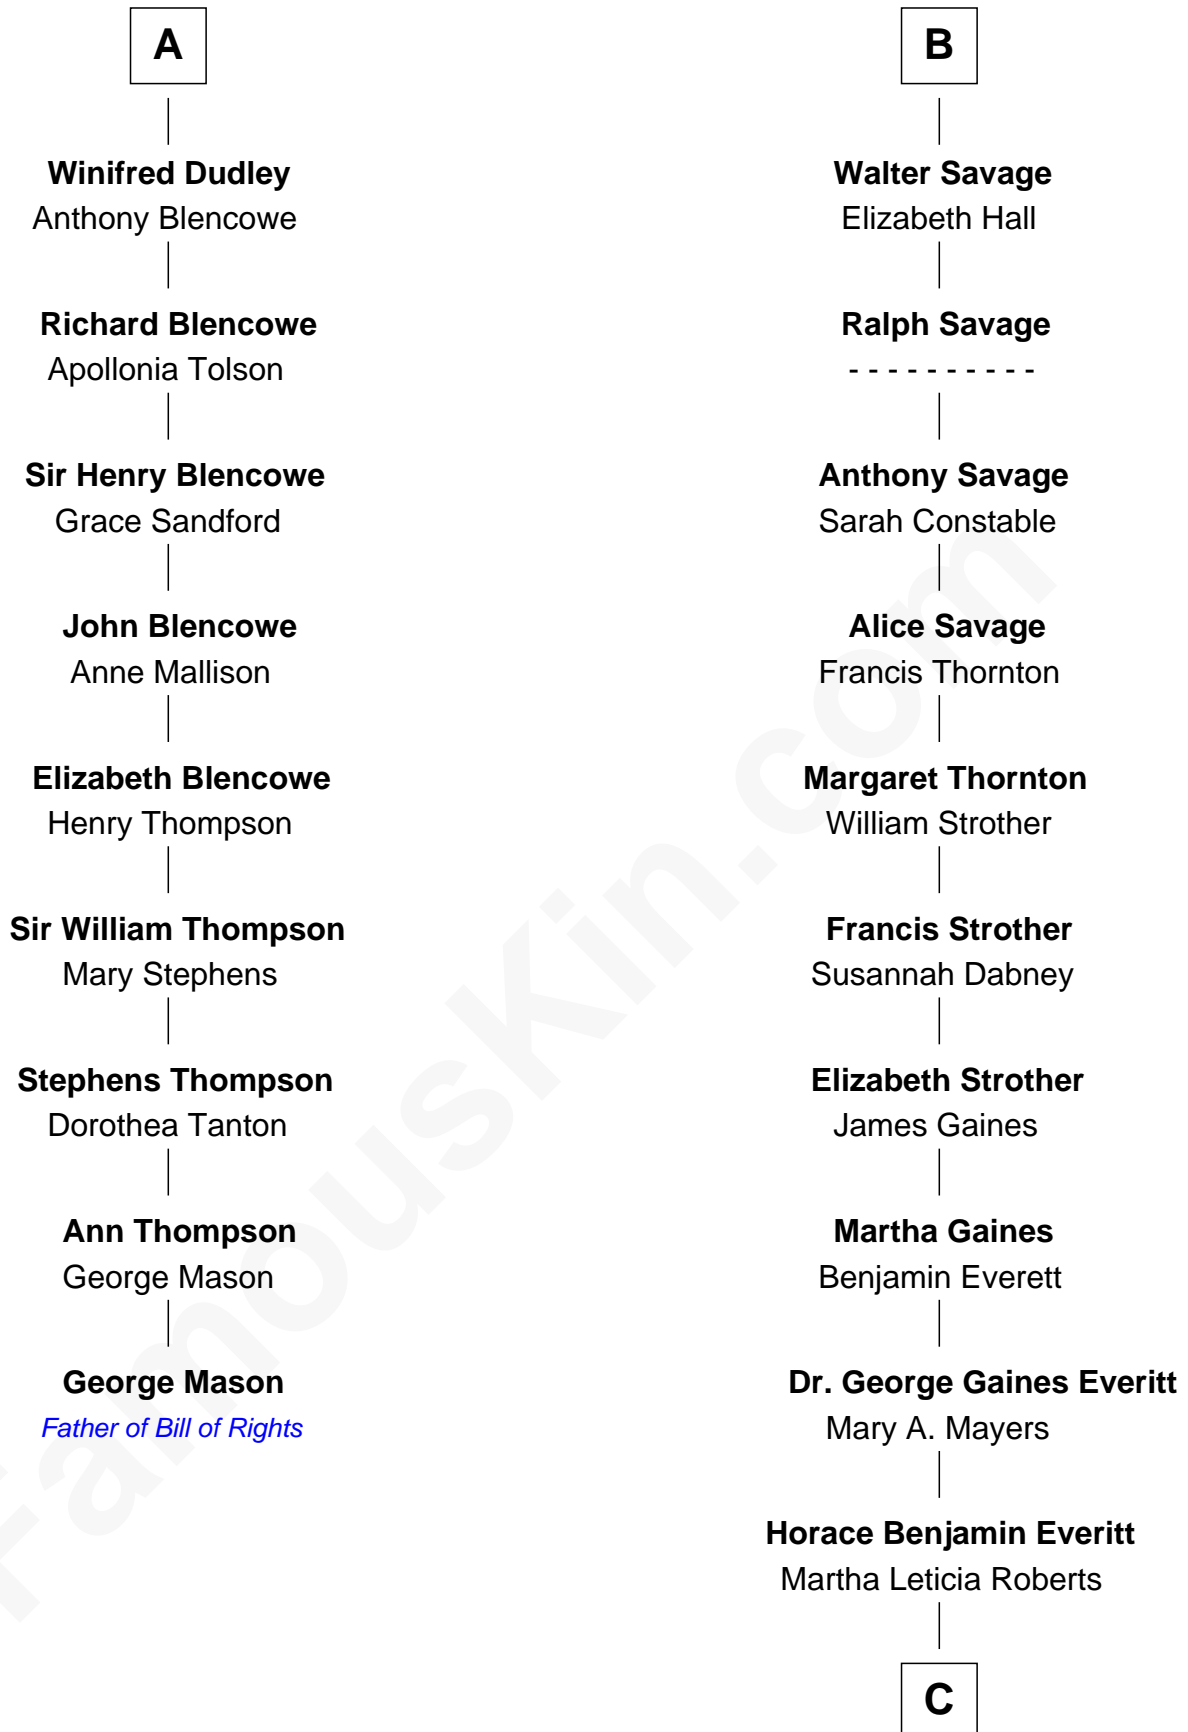 A
Winifred Dudley
Anthony Blencowe
Richard Blencowe
Apollonia Tolson
Sir Henry Blencowe
Grace Sandford
John Blencowe
Anne Mallison
Elizabeth Blencowe
Henry Thompson
Sir William Thompson
Mary Stephens
Stephens Thompson
Dorothea Tanton
Ann Thompson
George Mason
George Mason
Father of Bill of Rights
B
Walter Savage
Elizabeth Hall
Ralph Savage
- - - - - - - - - -
Anthony Savage
Sarah Constable
Alice Savage
Francis Thornton
Margaret Thornton
William Strother
Francis Strother
Susannah Dabney
Elizabeth Strother
James Gaines
Martha Gaines
Benjamin Everett
Dr. George Gaines Everitt
Mary A. Mayers
Horace Benjamin Everitt
Martha Leticia Roberts
C
FamousKin.com